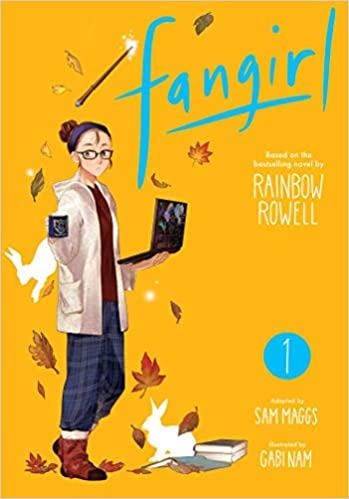 fangirl
Based on the
bestselling novel by
RAINBOW
ROWELL
1
Adapted by
SAM MAGGS
Illustrated by
GABI NAM